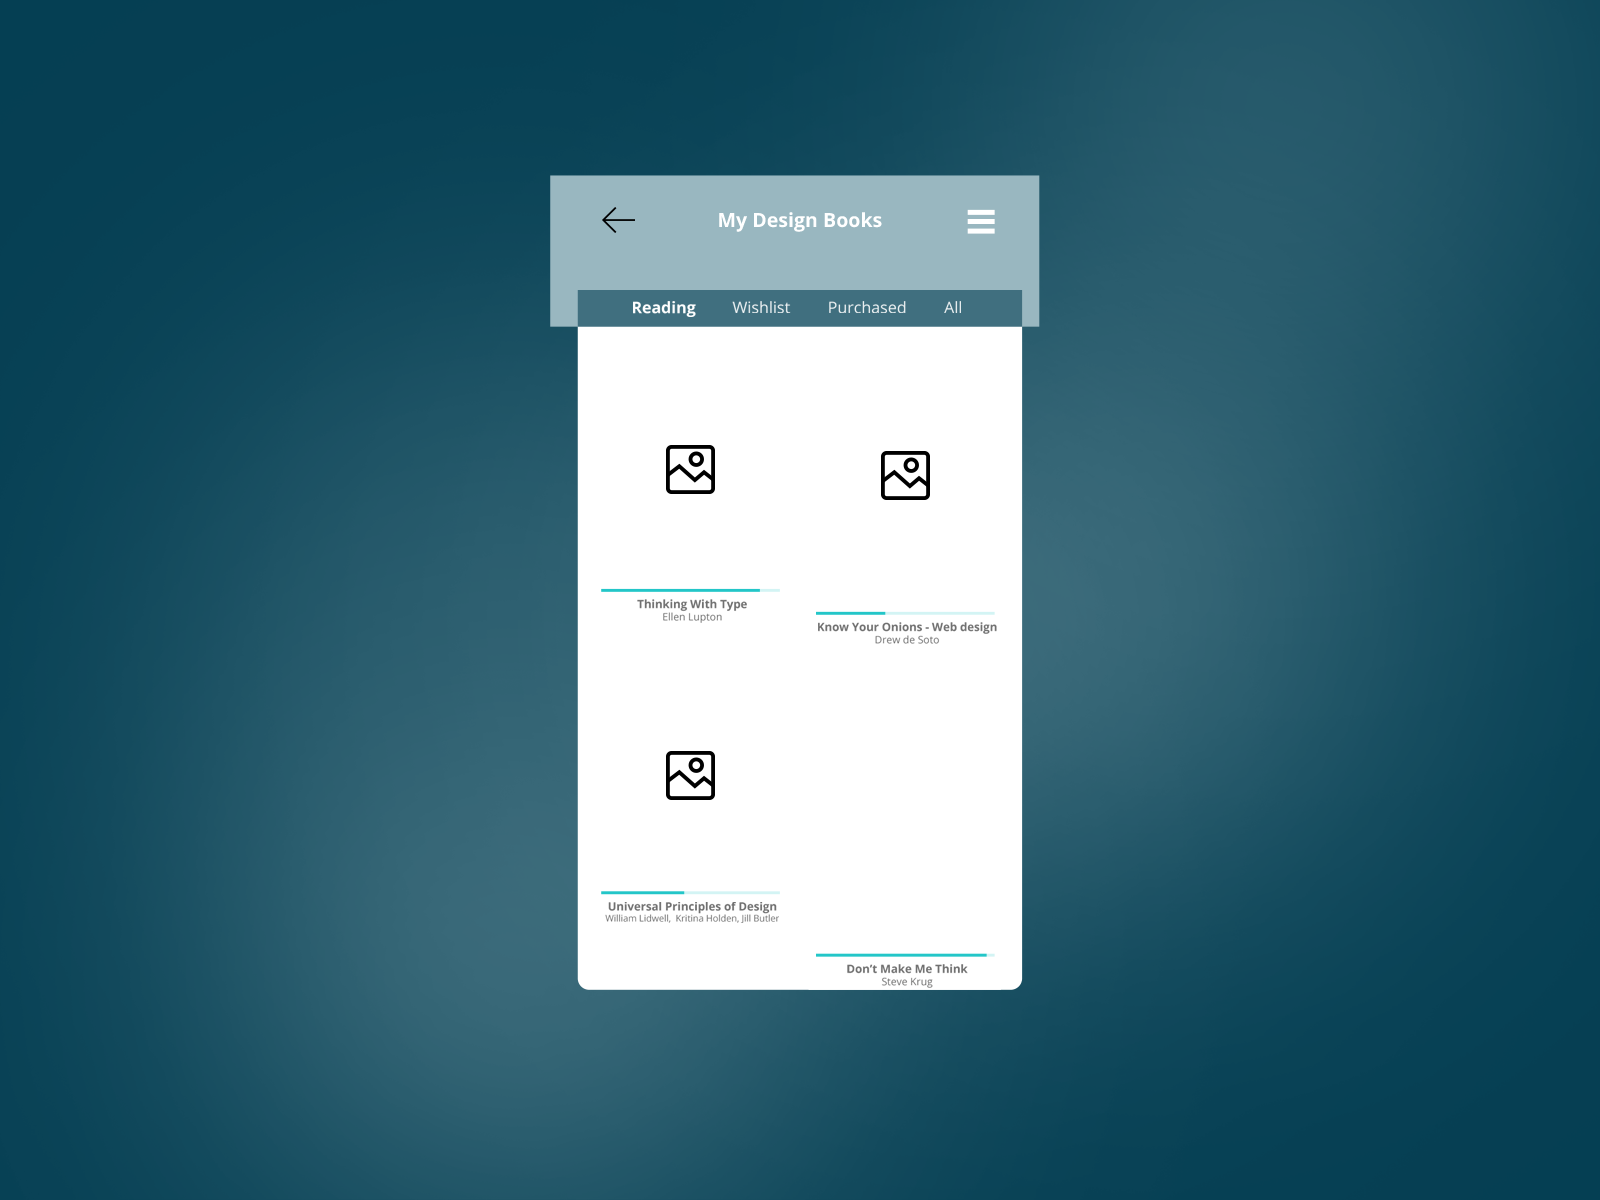 My Design Books
Reading Wishlist Purchased All
Thinking With Type
Ellen Lupton
Know Your Onions - Web design
Drew de Soto
Universal Principles of Design
William Lidwell, Kritina Holden, Jill Butler
Don't Make Me Think
Steve Krug